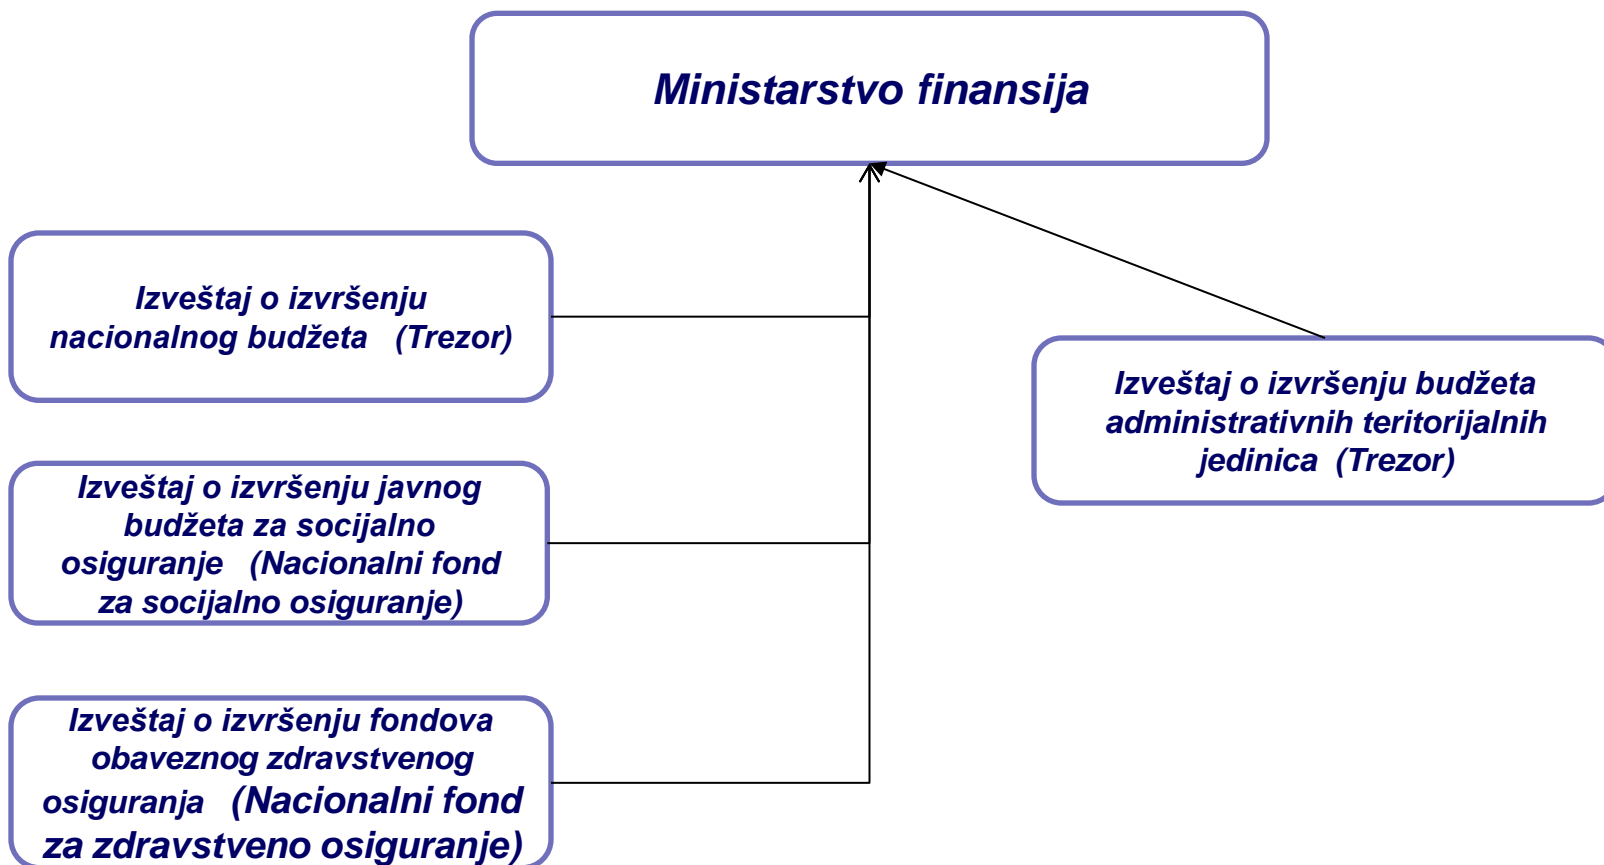 Ministarstvo finansija
Izveštaj o izvršenju
nacionalnog budžeta (Trezor)
Izveštaj o izvršenju budžeta
administrativnih teritorijalnih
jedinica (Trezor)
Izveštaj o izvršenju javnog
budžeta za socijalno
osiguranje (Nacionalni fond
za socijalno osiguranje)
Izveštaj o izvršenju fondova
obaveznog zdravstvenog
osiguranja (Nacionalni fond
za zdravstveno osiguranje)